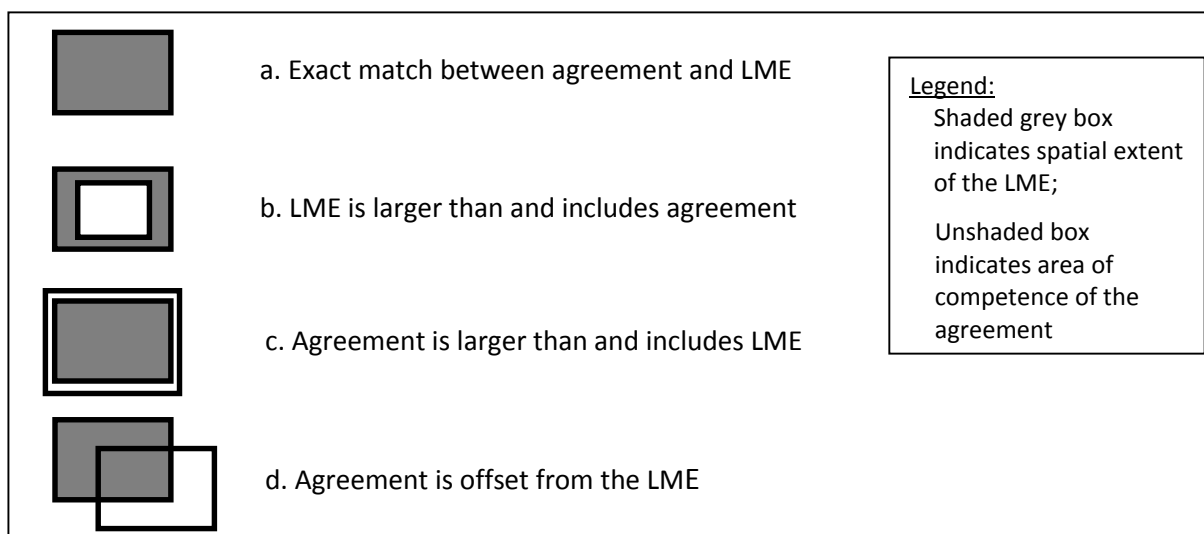 a. Exact match between agreement and LME
b. LME is larger than and includes agreement
c. Agreement is larger than and includes LME
d. Agreement is offset from the LME
Legend:
Shaded grey box
indicates spatial extent
of the LME;
Unshaded box
indicates area of
competence of the
agreement